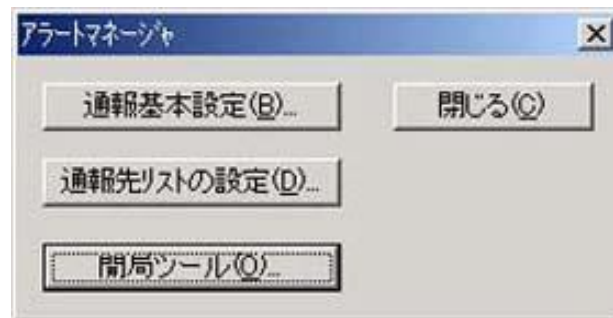 アラートマネージャ
通報基本設定(B)...
閉じる(C)
通報先リストの設定(D)...
開局ツール(O)...